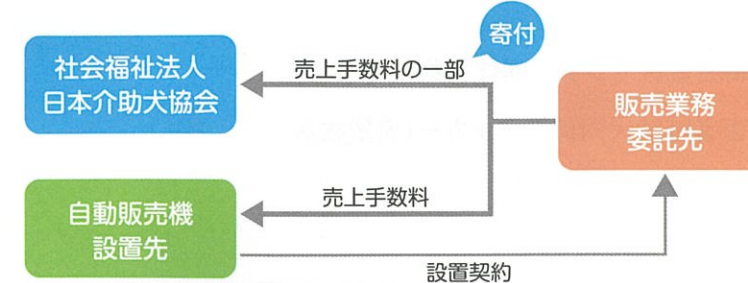 寄付
社会福祉法人
日本介助犬協会
売上手数料の一部
販売業務
委託先
自動販売機
設置先
売上手数料
設置契約